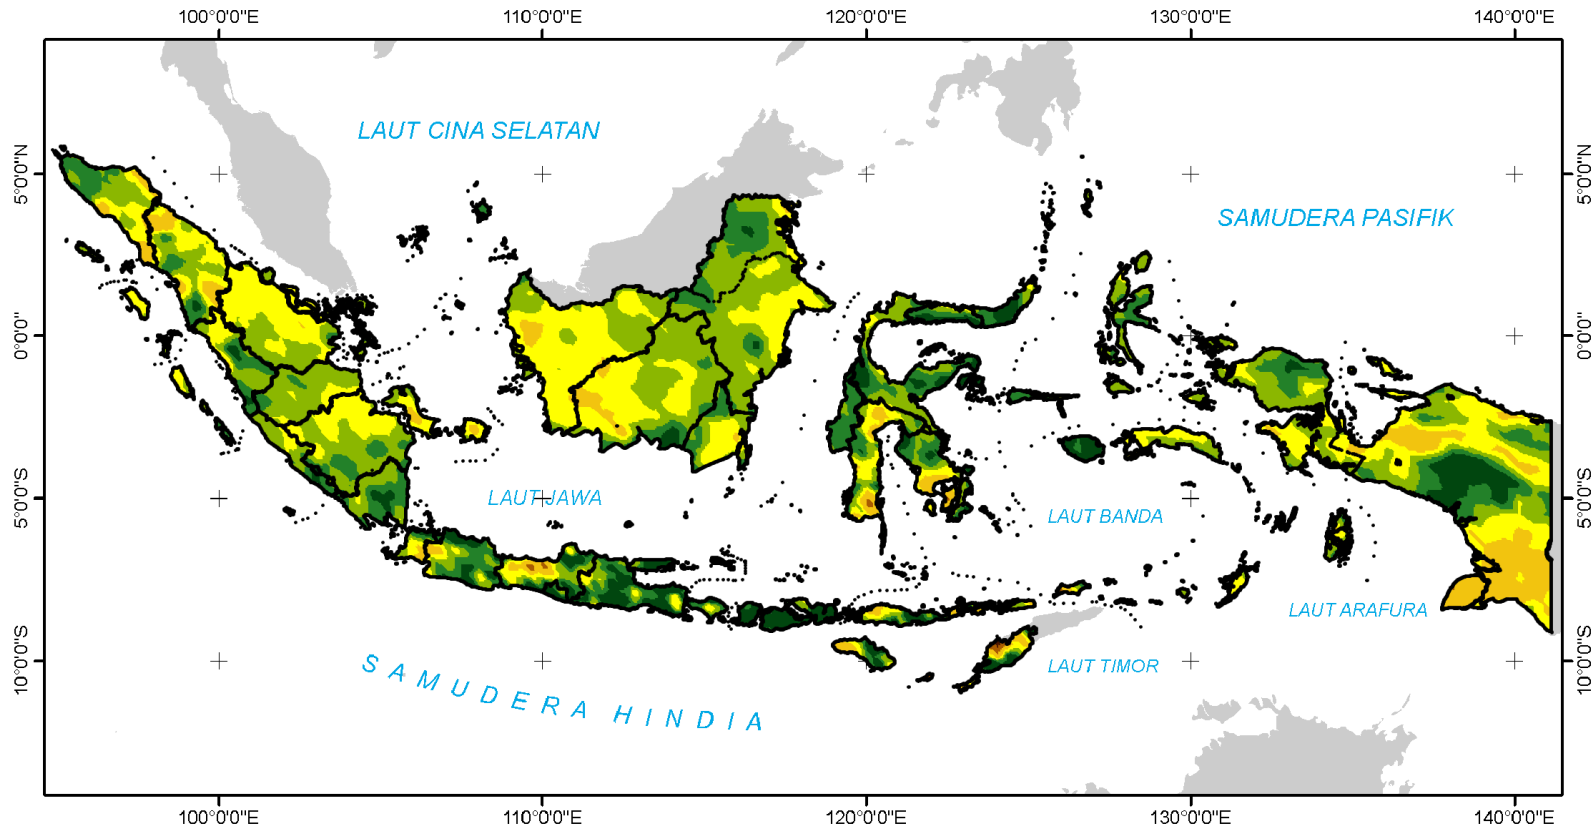 100°0'0"E 110°0'0"E 120°0'0"E 130°0'0"E 140°0'0"E
LAUT CINA SELATAN
5°0'0"N 5°0'0"N
SAMUDERA PASIFIK
0°0'0" 0°0'0"
LAUT JAWA
5°0'0"S 5°0'0"S
LAUT BANDA
LAUT ARAFURA
10°0'0"S 10°0'0"S
LAUT TIMOR
SAMUDERA HINDIA
100°0'0"E 110°0'0"E 120°0'0"E 130°0'0"E 140°0'0"E